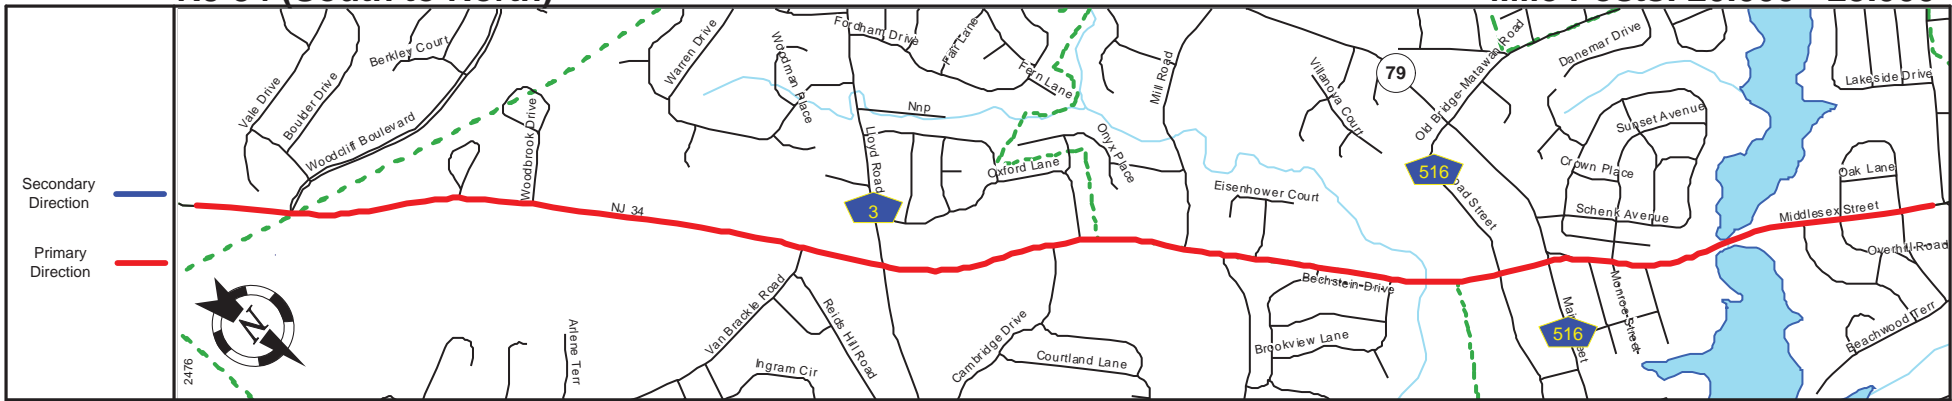 Secondary
Direction
Primary
Direction
2476
N
Vale Drive
Boulder Drive
Berkley Court
Woodcliff Boulevard
Woodbrook Drive
NJ 34
Warren Drive
Woodman Place
Fordham Drive
Fair Lane
Fern Lane
Nnp
Lloyd Road
3
Oxford Lane
Onyx Place
Mill Road
Eisenhower Court
Villanova Court
79
Old Bridge-Matawan Road
516
Danemar Drive
Sunset Avenue
Crown Place
Schenk Avenue
Lakeside Drive
Oak Lane
Middlesex Street
Overhill Road
Beachwood Terr
Monroe Street
516
Bechstein Drive
Brookview Lane
Courtland Lane
Cambridge Drive
Reids Hill Road
Van Brackle Road
Ingram Cir
Arlene Terr